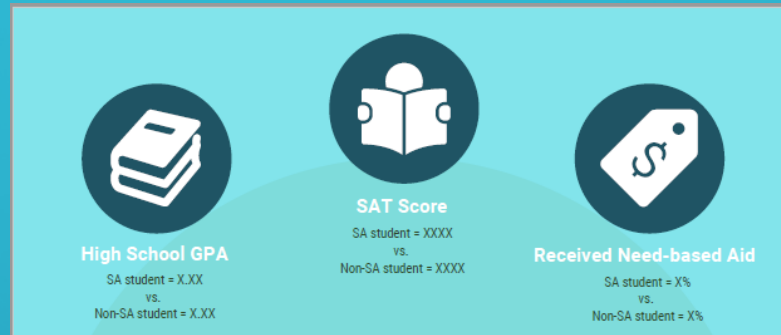 High School GPA
SA student = X.XX
vs.
Non-SA student = X.XX
SAT Score
SA student = XXXX
vs.
Non-SA student = XXXX
Received Need-based Aid
SA student = X%
vs.
Non-SA student = X%
$